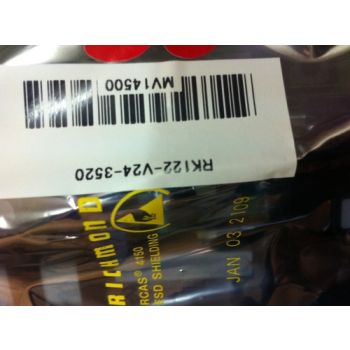 MV14500
RK122-V24-3520
RICHMOND
RCAS® 4150
ESD SHIELDING
JAN 03 2109